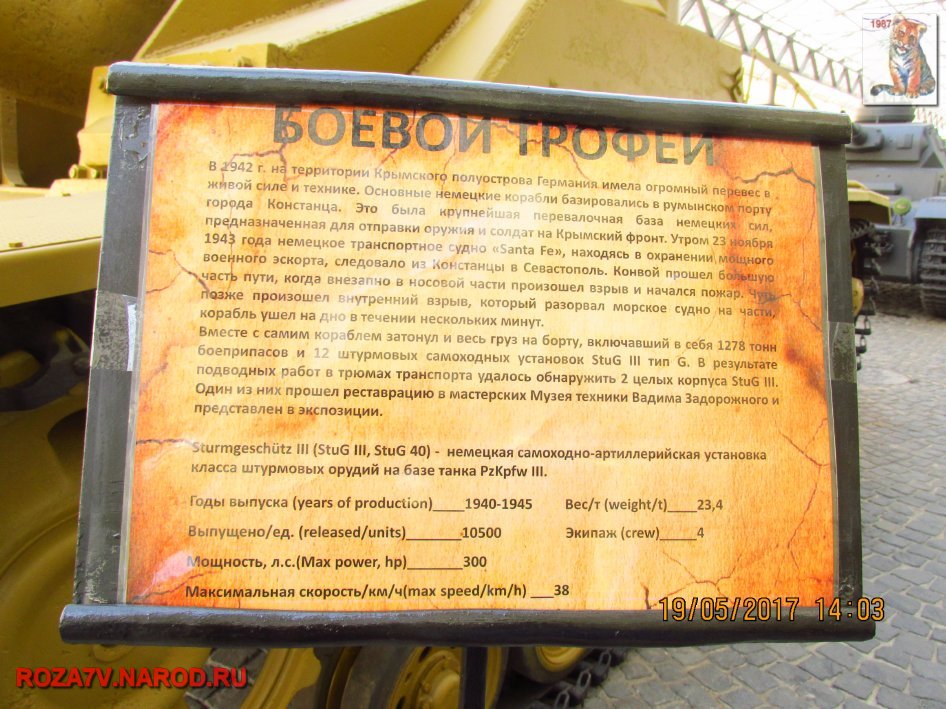 1987
БОЕВОЙ ТРОФЕЙ
В 1942 г. на территории Крымского полуострова Германия имела огромный перевес в
живой силе и технике. Основные немецкие корабли базировались в румынском порту
города Констанца. Это была крупнейшая перевалочная база немецких сил,
предназначенная для отправки оружия и солдат на Крымский фронт. Утром 23 ноября
1943 года немецкое транспортное судно «Santa Fe», находясь в охранении мощного
военного эскорта, следовало из Констанцы в Севастополь. Конвой прошел большую
часть пути, когда внезапно в носовой части произошел взрыв и начался пожар. Чуть
позже произошел внутренний взрыв, который разорвал морское судно на части,
корабль ушел на дно в течении нескольких минут.
Вместе с самим кораблем затонул и весь груз на борту, включавший в себя 1278 тонн
боеприпасов и 12 штурмовых самоходных установок StuG III тип G. В результате
подводных работ в трюмах транспорта удалось обнаружить 2 целых корпуса StuG III.
Один из них прошел реставрацию в мастерских Музея техники Вадима Задорожного и
представлен в экспозиции.
Sturmgeschütz III (StuG III, StuG 40) - немецкая самоходно-артиллерийская установка
класса штурмовых орудий на базе танка PzKpfw III.
Годы выпуска (years of production)____1940-1945 Вес/т (weight/t)____23,4
Выпущено/ед. (released/units)_______10500 Экипаж (crew)_____4
Мощность, л.с.(Max power, hp)_______300
Максимальная скорость/км/ч(max speed/km/h) ___38
19/05/2017 14:03
ROZA7V.NAROD.RU